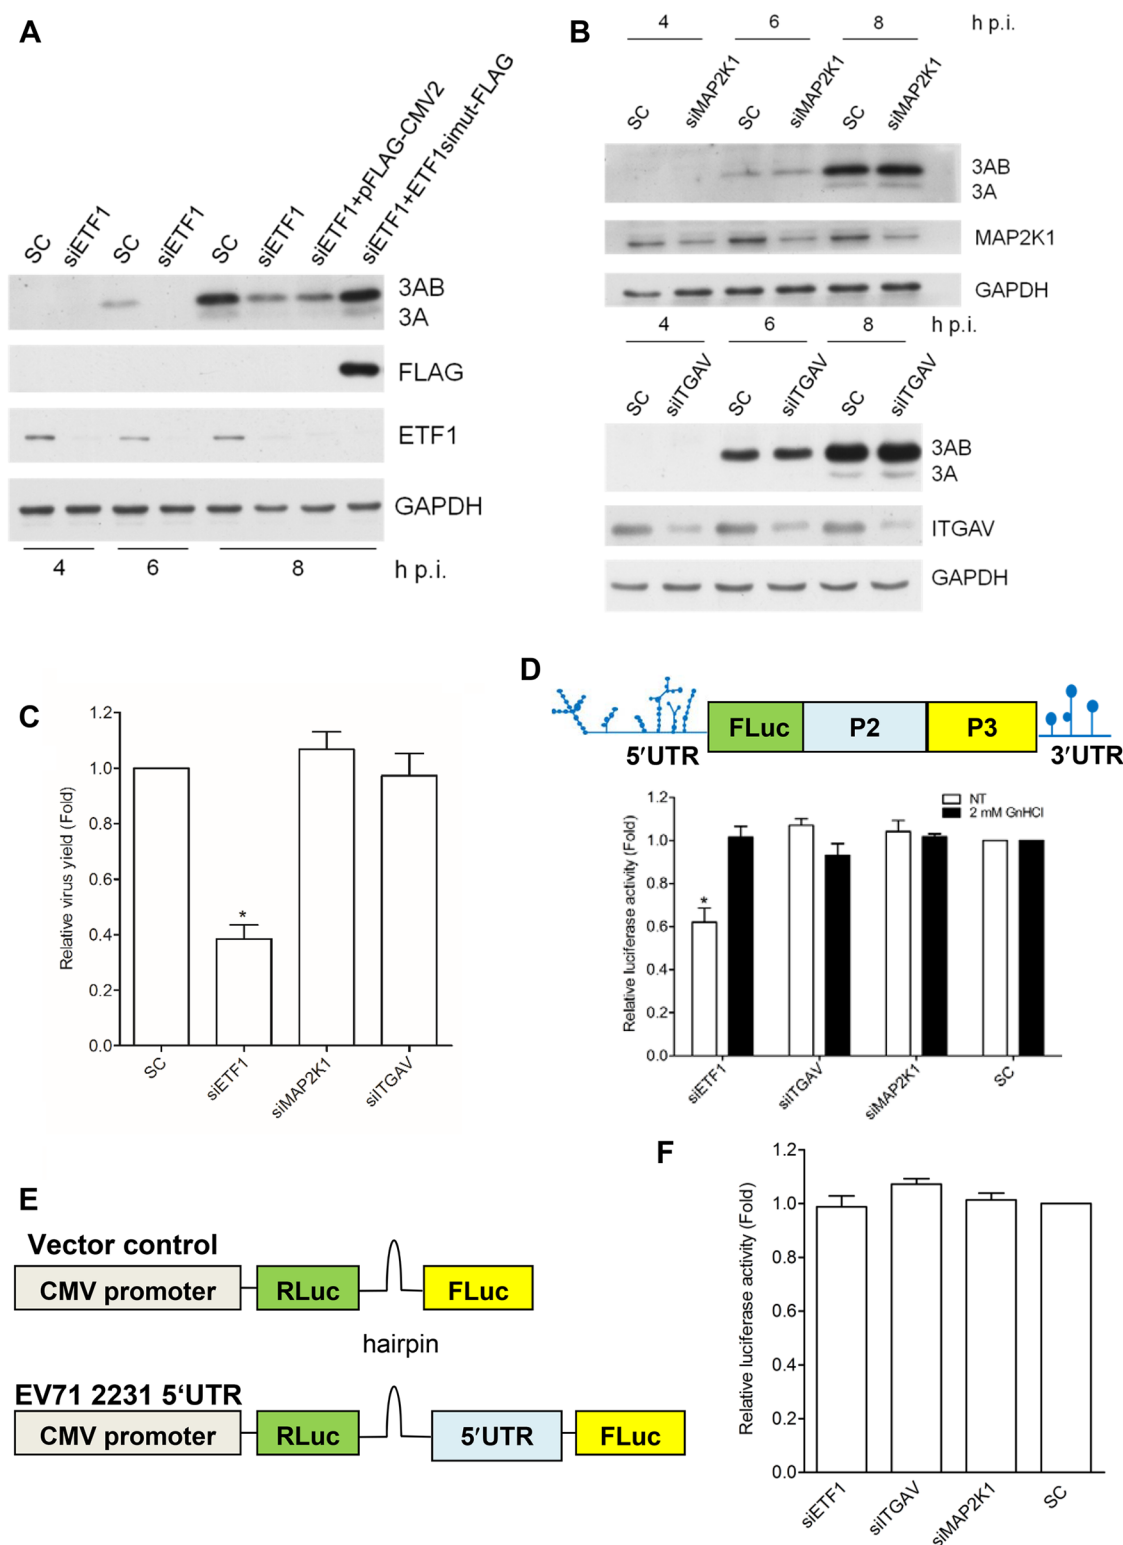 A
SC
siETF1
SC
siETF1
SC
siETF1
siETF1+pFLAG-CMV2
siETF1+ETF1simut-FLAG
3AB
3A
FLAG
ETF1
GAPDH
4
6
8
h p.i.
B
4
6
8
h p.i.
SC
siMAP2K1
SC
siMAP2K1
SC
siMAP2K1
3AB
3A
MAP2K1
GAPDH
4
6
8
h p.i.
SC
siITGAV
SC
siITGAV
SC
siITGAV
3AB
3A
ITGAV
GAPDH
C
Relative virus yield (Fold)
1.2
1.0
0.8
0.6
0.4
0.2
0.0
*
SC
siETF1
siMAP2K1
siITGAV
D
5'UTR
FLuc
P2
P3
3'UTR
Relative luciferase activity (Fold)
1.2
1.0
0.8
0.6
0.4
0.2
0.0
NT
2 mM GnHCl
*
siETF1
siITGAV
siMAP2K1
SC
E
Vector control
CMV promoter
RLuc
FLuc
hairpin
EV71 2231 5‘UTR
CMV promoter
RLuc
5'UTR
FLuc
F
Relative luciferase activity (Fold)
1.2
1.0
0.8
0.6
0.4
0.2
0.0
siETF1
siITGAV
siMAP2K1
SC